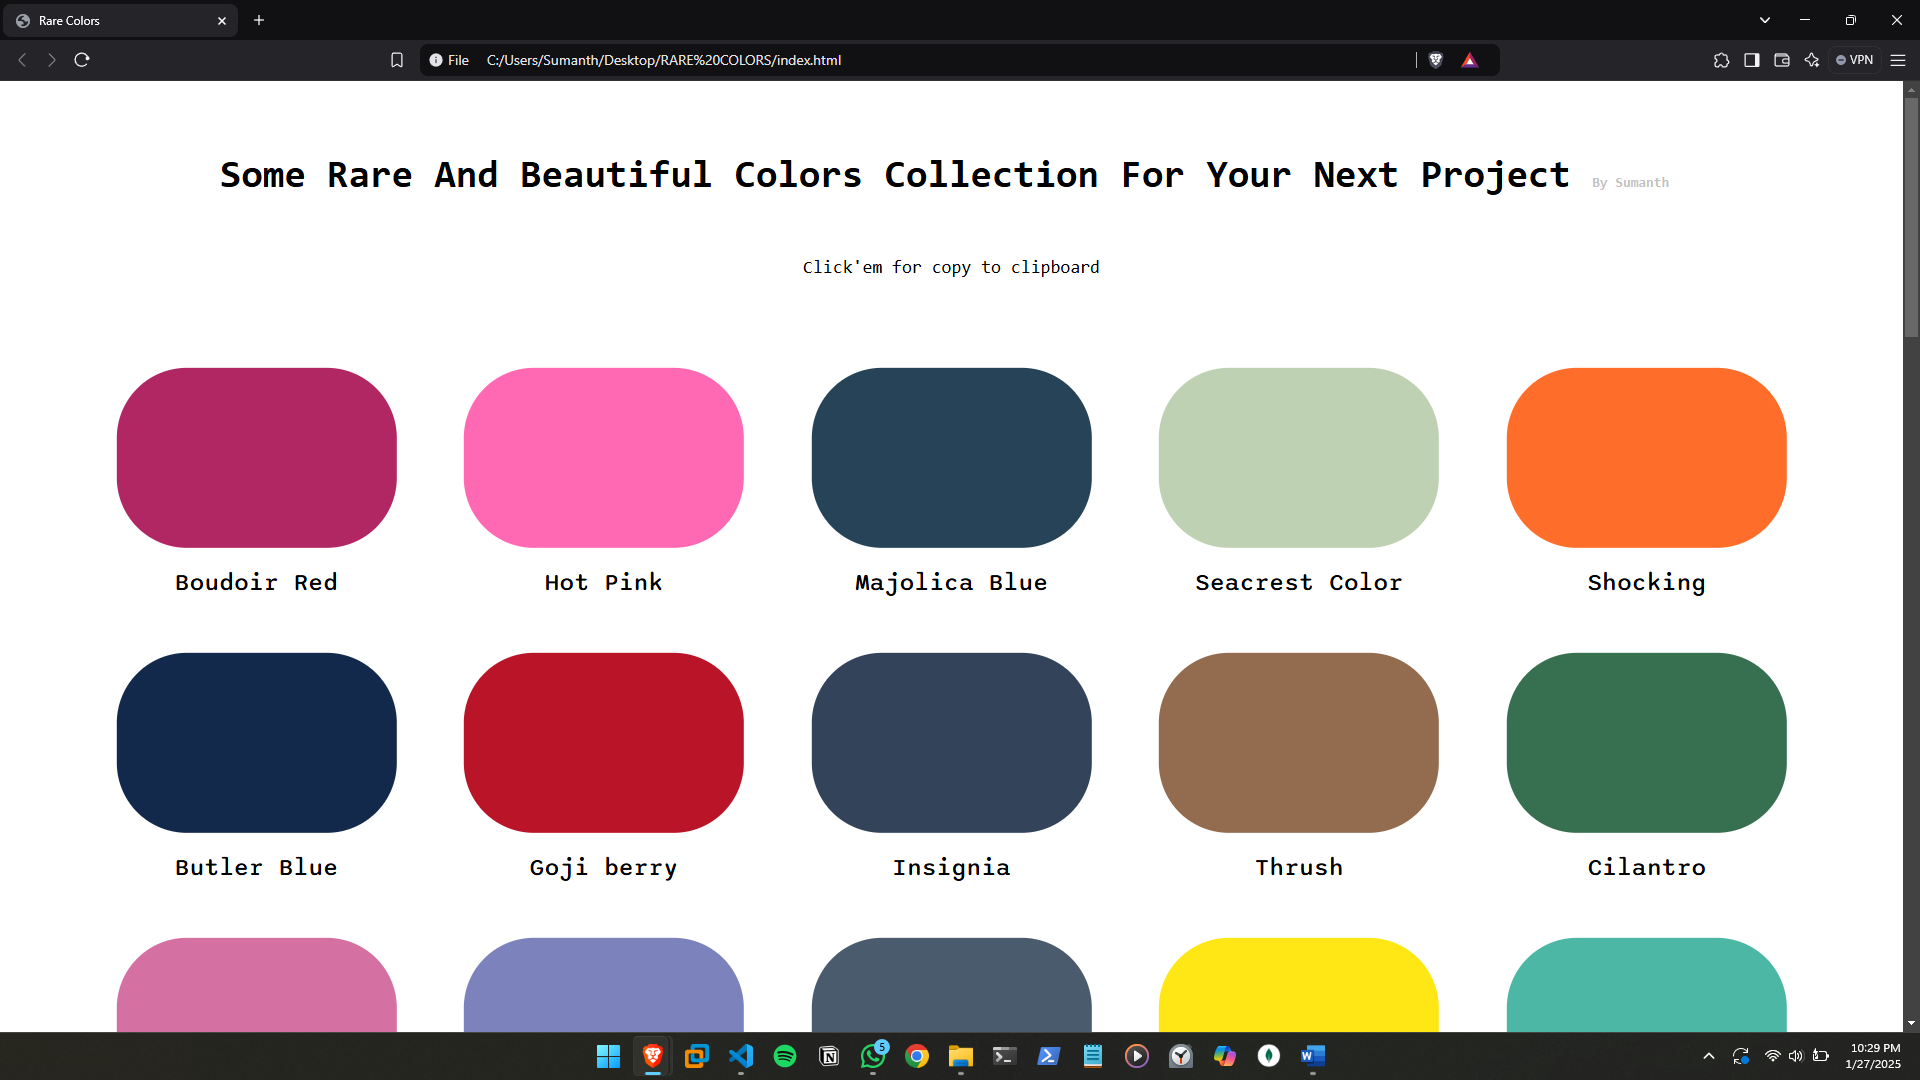 Rare Colors
File C:/Users/Sumanth/Desktop/RARE%20COLORS/index.html
VPN
Some Rare And Beautiful Colors Collection For Your Next Project By Sumanth
Click'em for copy to clipboard
Boudoir Red Hot Pink Majolica Blue Seacrest Color Shocking
Butler Blue Goji berry Insignia Thrush Cilantro
5
10:29 PM
1/27/2025